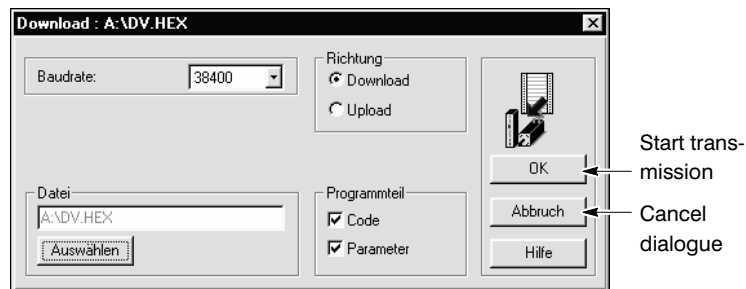 Download : A:\DV.HEX
Baudrate:
38400
Richtung
Download
Upload
Datei
A:\DV.HEX
Auswählen
Programmteil
Code
Parameter
OK
Abbruch
Hilfe
Start trans-
mission
Cancel
dialogue